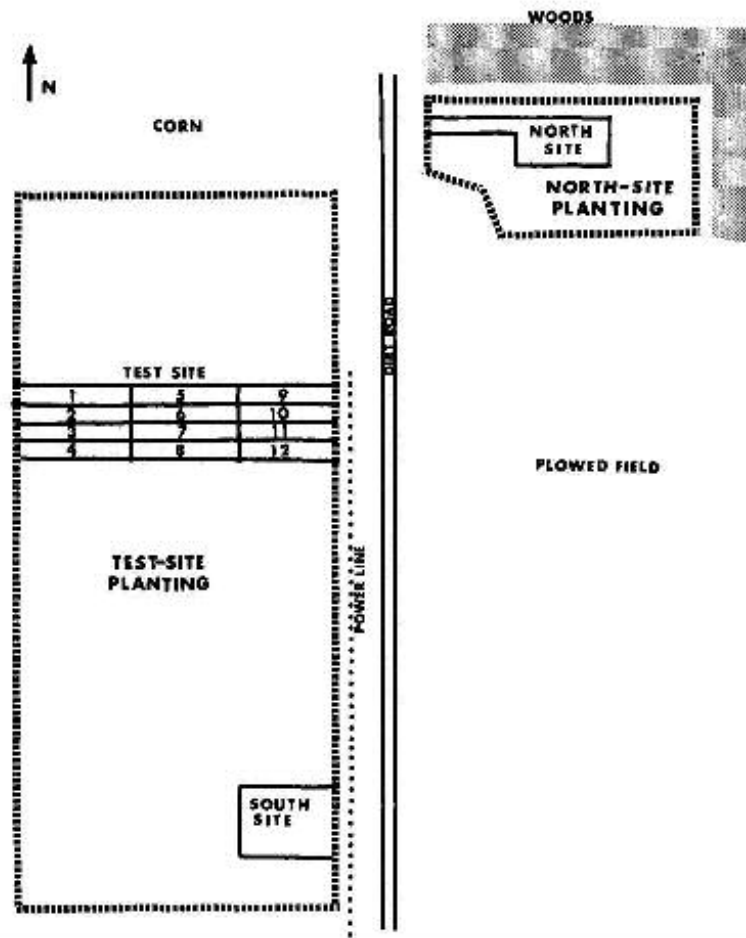 WOODS
N
CORN
NORTH
SITE
NORTH-SITE
PLANTING
DIRT ROAD
TEST SITE
1 5 9
2 6 10
3 7 11
4 8 12
PLOWED FIELD
TEST-SITE
PLANTING
POWER LINE
SOUTH
SITE